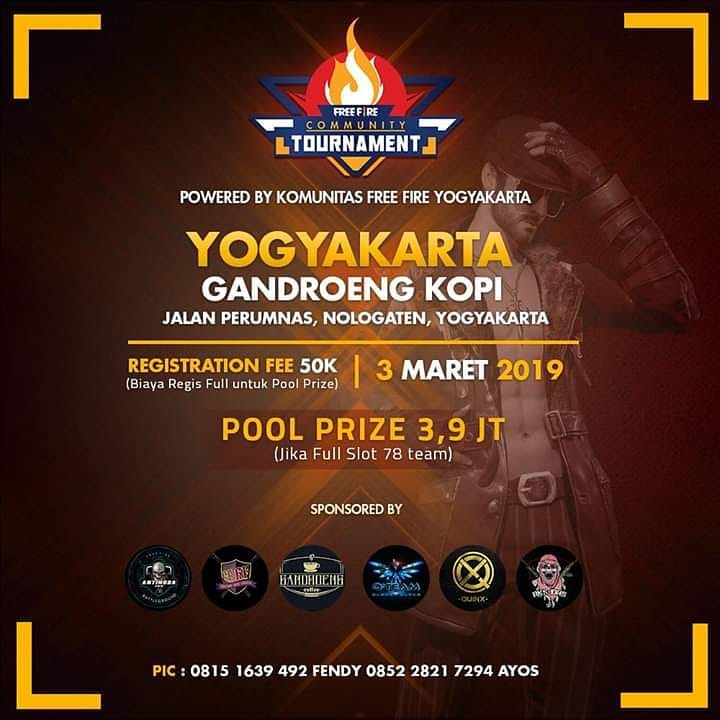 FREE FIRE
COMMUNITY
TOURNAMENT
POWERED BY KOMUNITAS FREE FIRE YOGYAKARTA
YOGYAKARTA
GANDROENG KOPI
JALAN PERUMNAS, NOLOGATEN, YOGYAKARTA
REGISTRATION FEE 50K
(Biaya Regis Full untuk Pool Prize)
3 MARET 2019
POOL PRIZE 3,9 JT
(Jika Full Slot 78 team)
SPONSORED BY
BATTLEGROUND
GANDROENG
coffee
QUINX
PIC : 0815 1639 492 FENDY 0852 2821 7294 AYOS